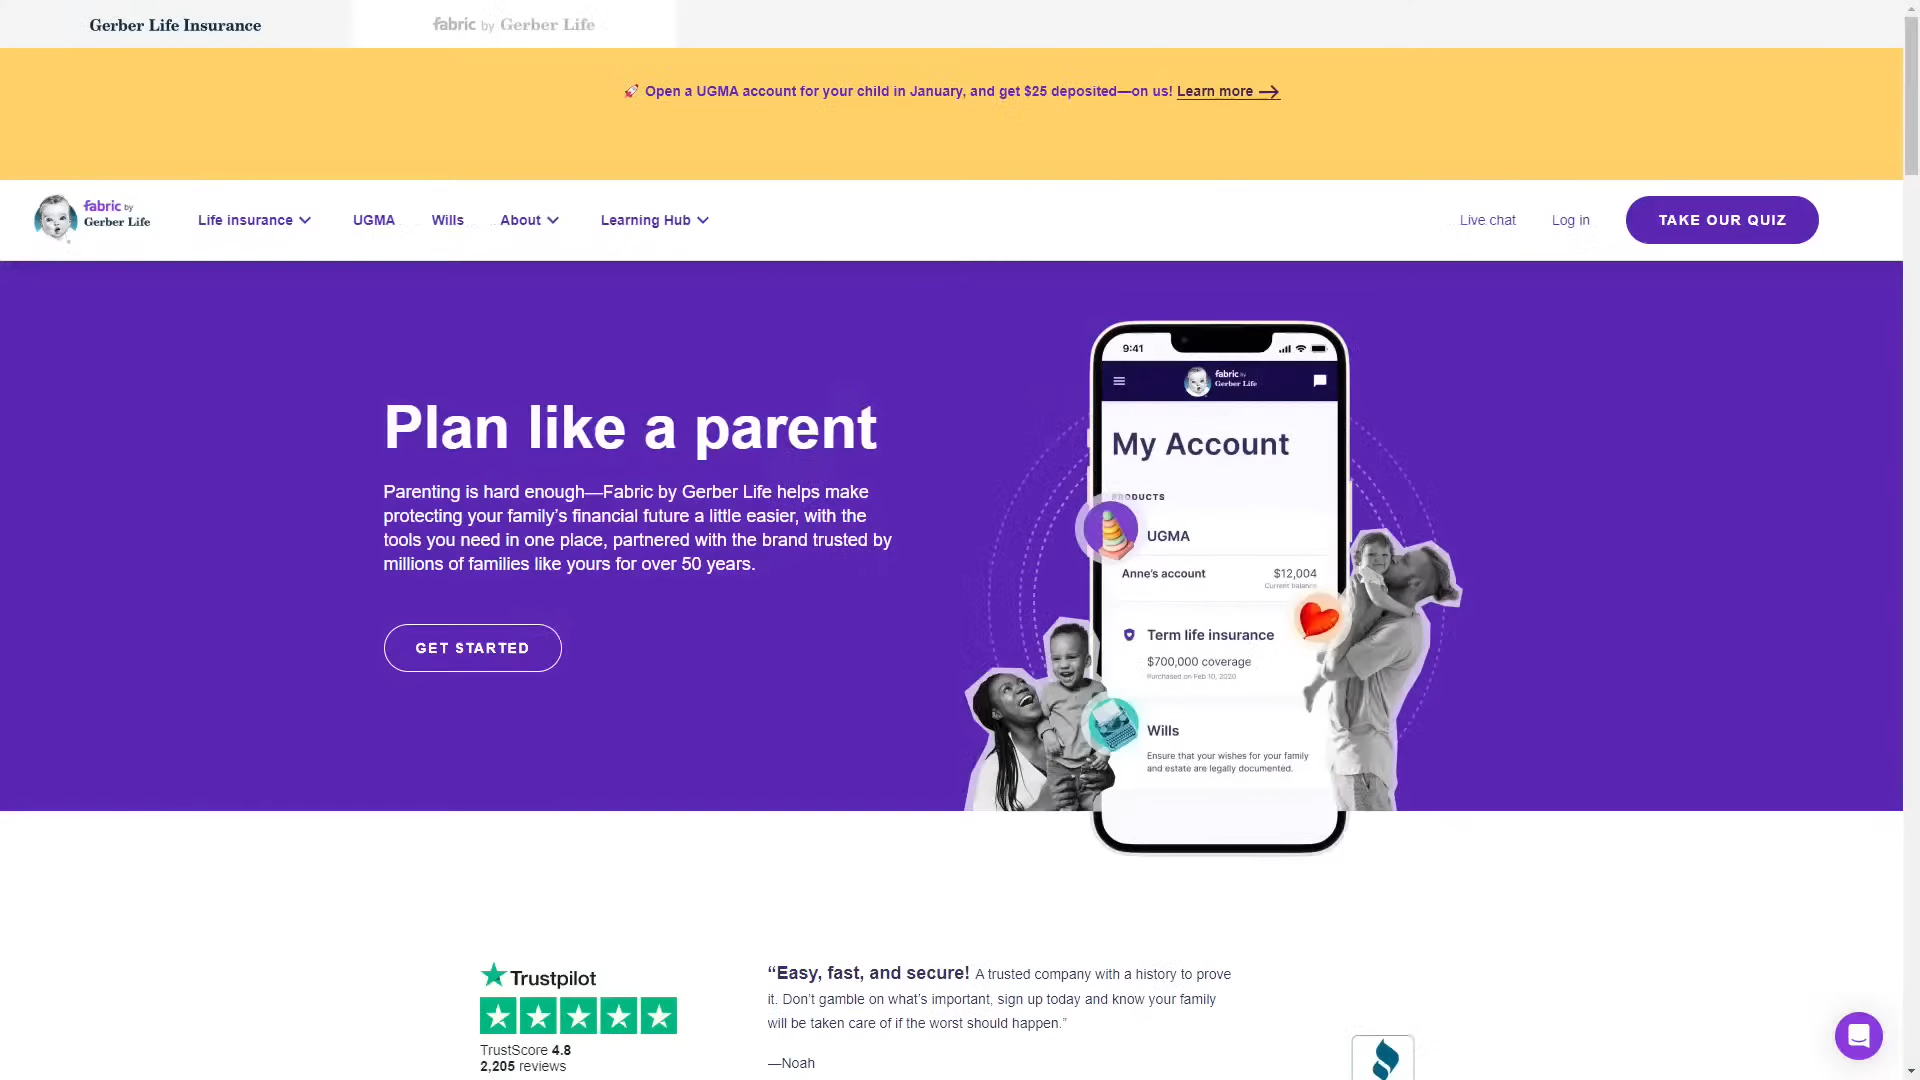 Gerber Life Insurance
fabric by Gerber Life
Open a UGMA account for your child in January, and get $25 deposited—on us! Learn more
fabric by
Gerber Life
Life insurance
UGMA
Wills
About
Learning Hub
Live chat
Log in
TAKE OUR QUIZ
Plan like a parent
Parenting is hard enough—Fabric by Gerber Life helps make
protecting your family’s financial future a little easier, with the
tools you need in one place, partnered with the brand trusted by
millions of families like yours for over 50 years.
GET STARTED
9:41
fabric by
Gerber Life
My Account
PRODUCTS
UGMA
Anne's account
$12,004
Current balance
Term life insurance
$700,000 coverage
Purchased on Feb 10, 2020
Wills
Ensure that your wishes for your family
and estate are legally documented.
Trustpilot
TrustScore 4.8
2,205 reviews
“Easy, fast, and secure! A trusted company with a history to prove
it. Don’t gamble on what’s important, sign up today and know your family
will be taken care of if the worst should happen.”
—Noah